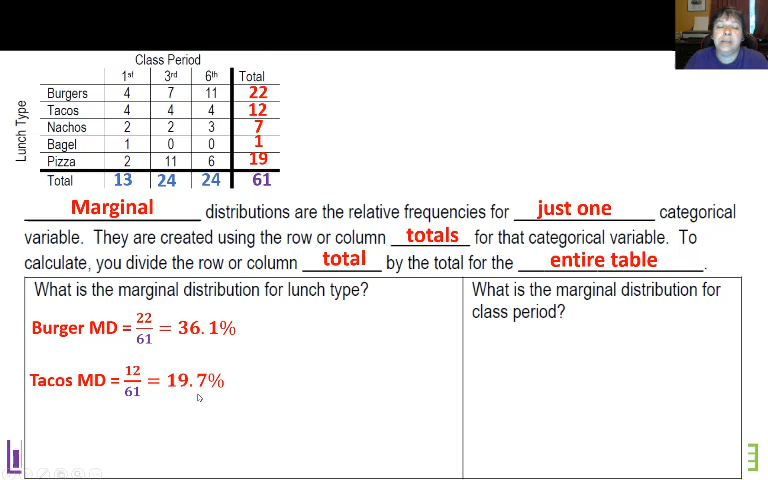 Class Period
1st 3rd 6th Total
Lunch Type
Burgers 4 7 11 22
Tacos 4 4 4 12
Nachos 2 2 3 7
Bagel 1 0 0 1
Pizza 2 11 6 19
Total 13 24 24 61
Marginal distributions are the relative frequencies for just one categorical
variable. They are created using the row or column totals for that categorical variable. To
calculate, you divide the row or column total by the total for the entire table.
What is the marginal distribution for lunch type?
Burger MD = 22/61 = 36.1%
Tacos MD = 12/61 = 19.7%
What is the marginal distribution for
class period?